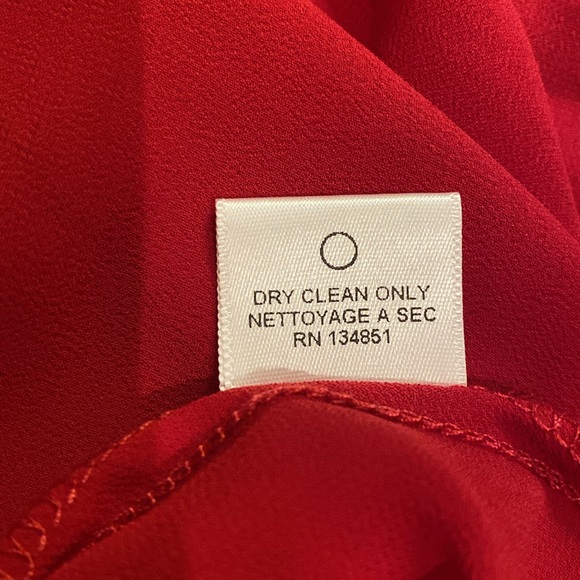 DRY CLEAN ONLY
NETTOYAGE A SEC
RN 134851